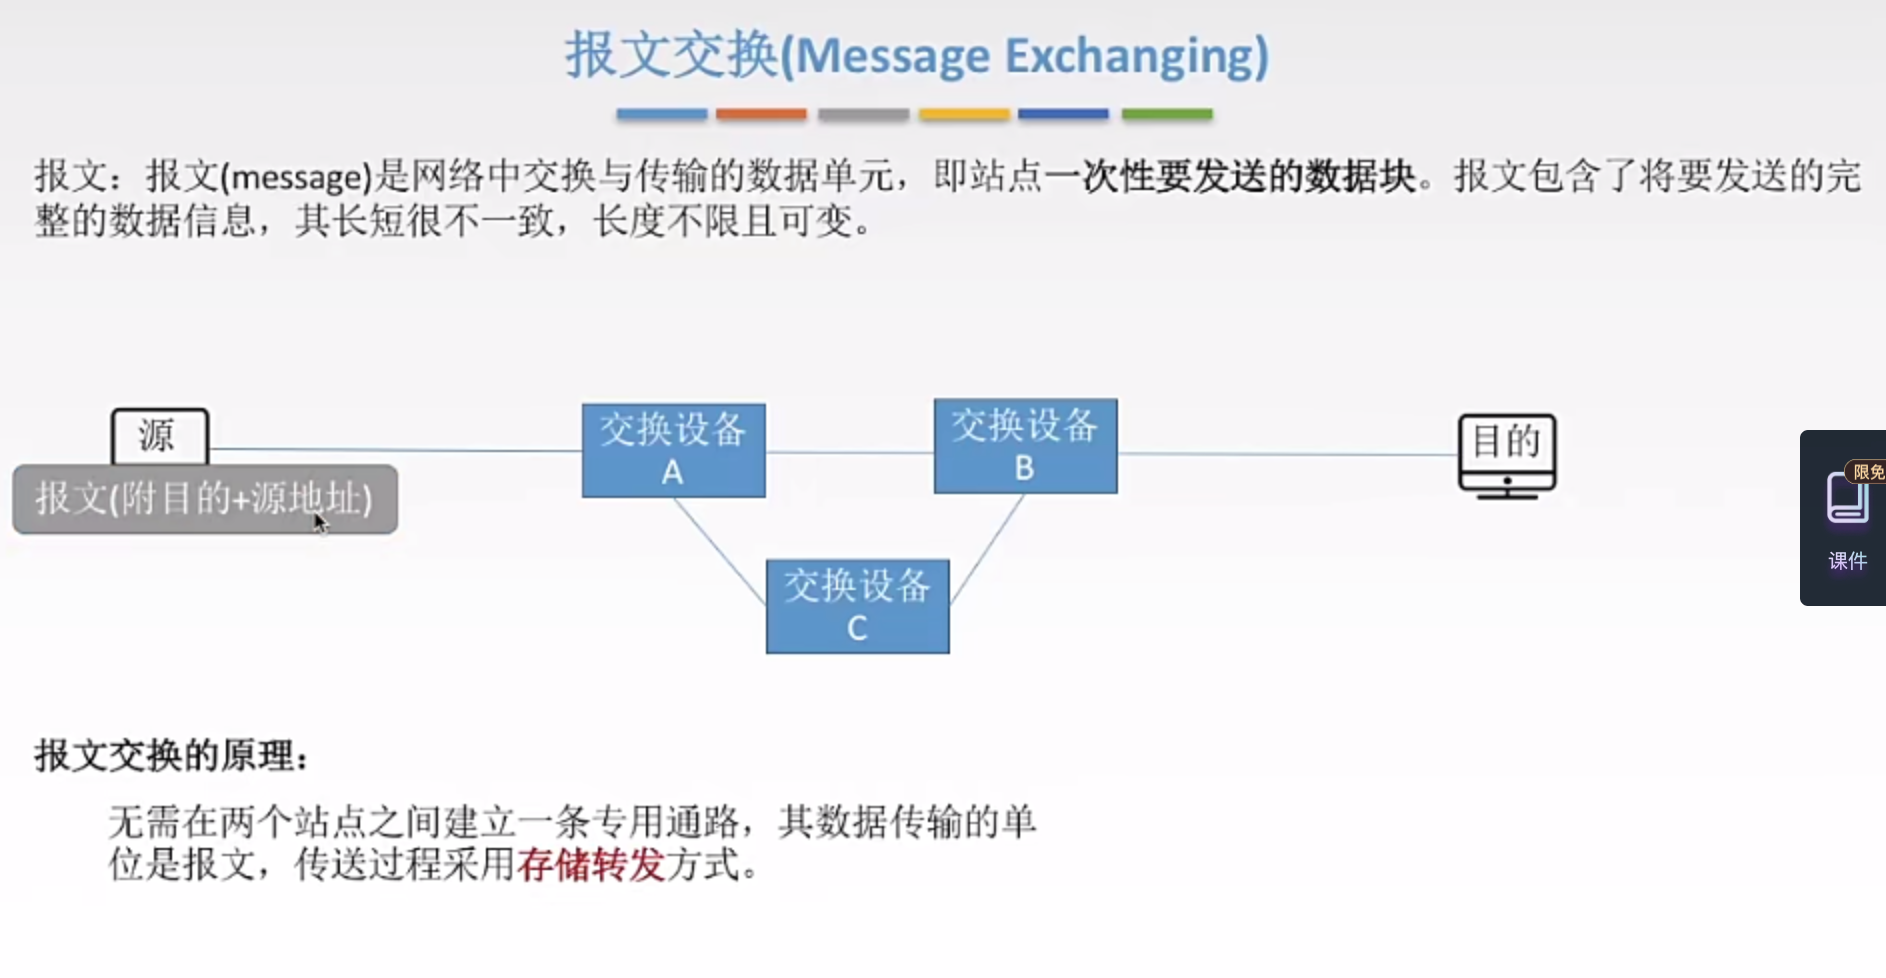 报文交换(Message Exchanging)
报文：报文(message)是网络中交换与传输的数据单元，即站点一次性要发送的数据块。报文包含了将要发送的完
整的数据信息，其长短很不一致，长度不限且可变。
源
交换设备
A
交换设备
B
目的
报文(附目的+源地址)
限免
课件
交换设备
C
报文交换的原理：
无需在两个站点之间建立一条专用通路，其数据传输的单
位是报文，传送过程采用存储转发方式。